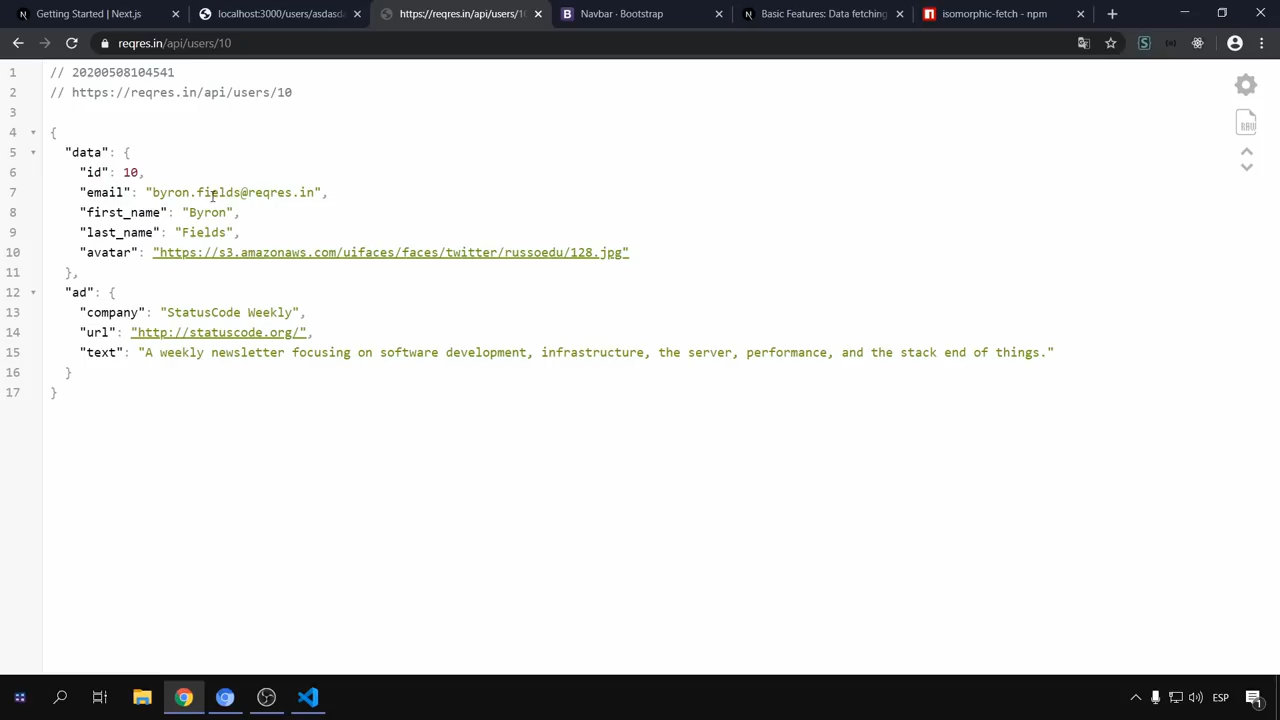 Getting Started | Next.js
localhost:3000/users/asdasda
https://reqres.in/api/users/10
Navbar · Bootstrap
Basic Features: Data fetching
isomorphic-fetch - npm
reqres.in/api/users/10
1 // 20200508104541
2 // https://reqres.in/api/users/10
3
4 {
5 "data": {
6 "id": 10,
7 "email": "byron.fields@reqres.in",
8 "first_name": "Byron",
9 "last_name": "Fields",
10 "avatar": "https://s3.amazonaws.com/uifaces/faces/twitter/russoedu/128.jpg"
11 },
12 "ad": {
13 "company": "StatusCode Weekly",
14 "url": "http://statuscode.org/",
15 "text": "A weekly newsletter focusing on software development, infrastructure, the server, performance, and the stack end of things."
16 }
17 }
RAW
ESP
1